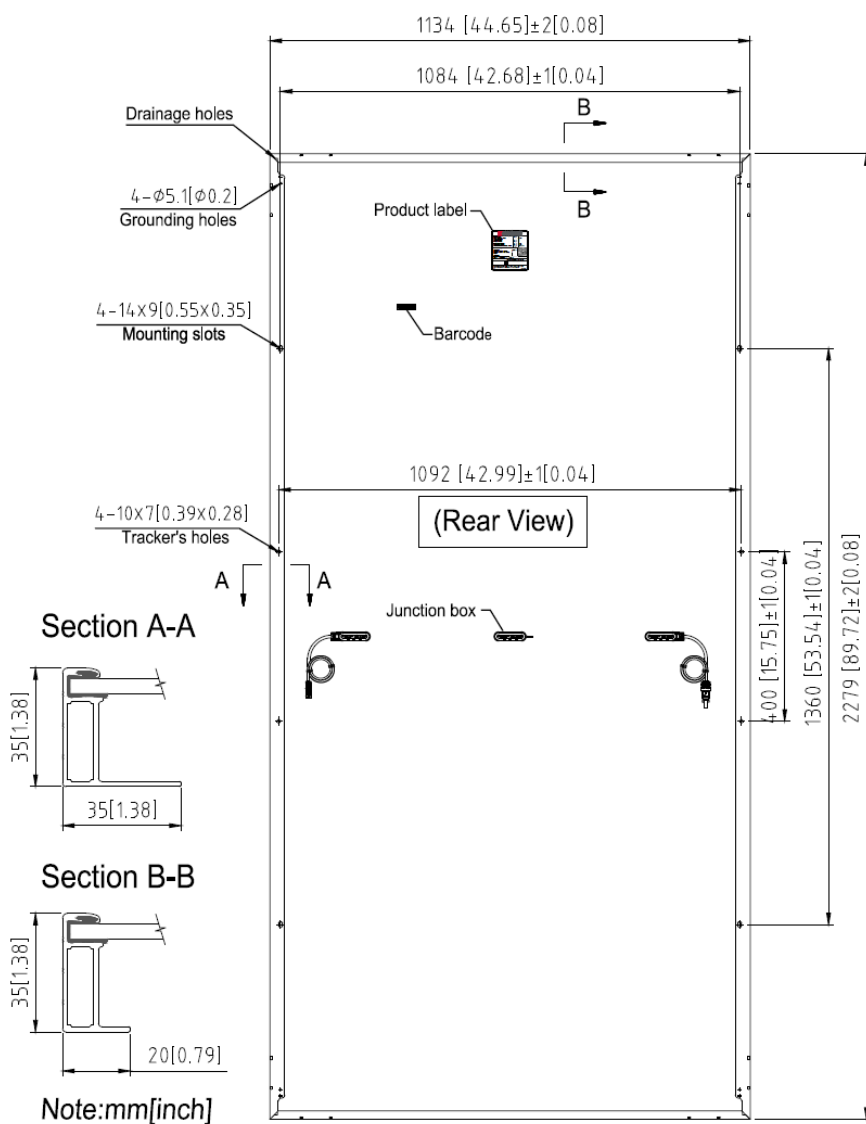 1134 [44.65]±2[0.08]
1084 [42.68]±1[0.04]
B
Drainage holes
4-Φ5.1[Φ0.2]
Grounding holes
B
Product label
4-14x9[0.55x0.35]
Mounting slots
Barcode
1092 [42.99]±1[0.04]
(Rear View)
4-10x7[0.39x0.28]
Tracker's holes
A
A
400 [15.75]±1[0.04
1360 [53.54]±1[0.04]
2279 [89.72]±2[0.08]
Junction box
Section A-A
35[1.38]
35[1.38]
Section B-B
35[1.38]
20[0.79]
Note:mm[inch]